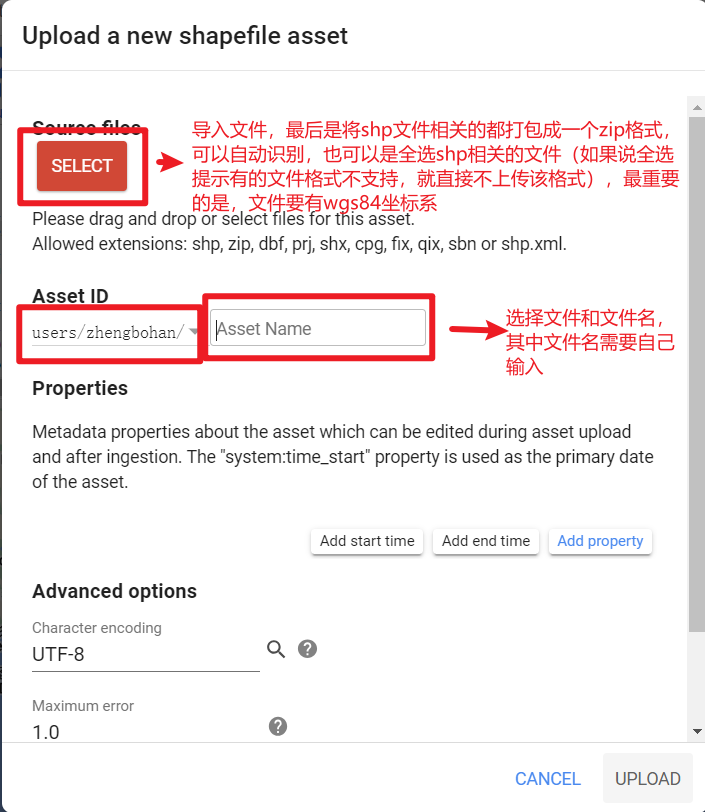 Upload a new shapefile asset
Source files
SELECT
导入文件，最后是将shp文件相关的都打包成一个zip格式，
可以自动识别，也可以是全选shp相关的文件（如果说全选
提示有的文件格式不支持，就直接不上传该格式），最重要
的是，文件要有wgs84坐标系
Please drag and drop or select files for this asset.
Allowed extensions: shp, zip, dbf, prj, shx, cpg, fix, qix, sbn or shp.xml.
Asset ID
users/zhengbohan/
Asset Name
选择文件和文件名，
其中文件名需要自己
输入
Properties
Metadata properties about the asset which can be edited during asset upload
and after ingestion. The "system:time_start" property is used as the primary date
of the asset.
Add start time
Add end time
Add property
Advanced options
Character encoding
UTF-8
Maximum error
1.0
CANCEL
UPLOAD